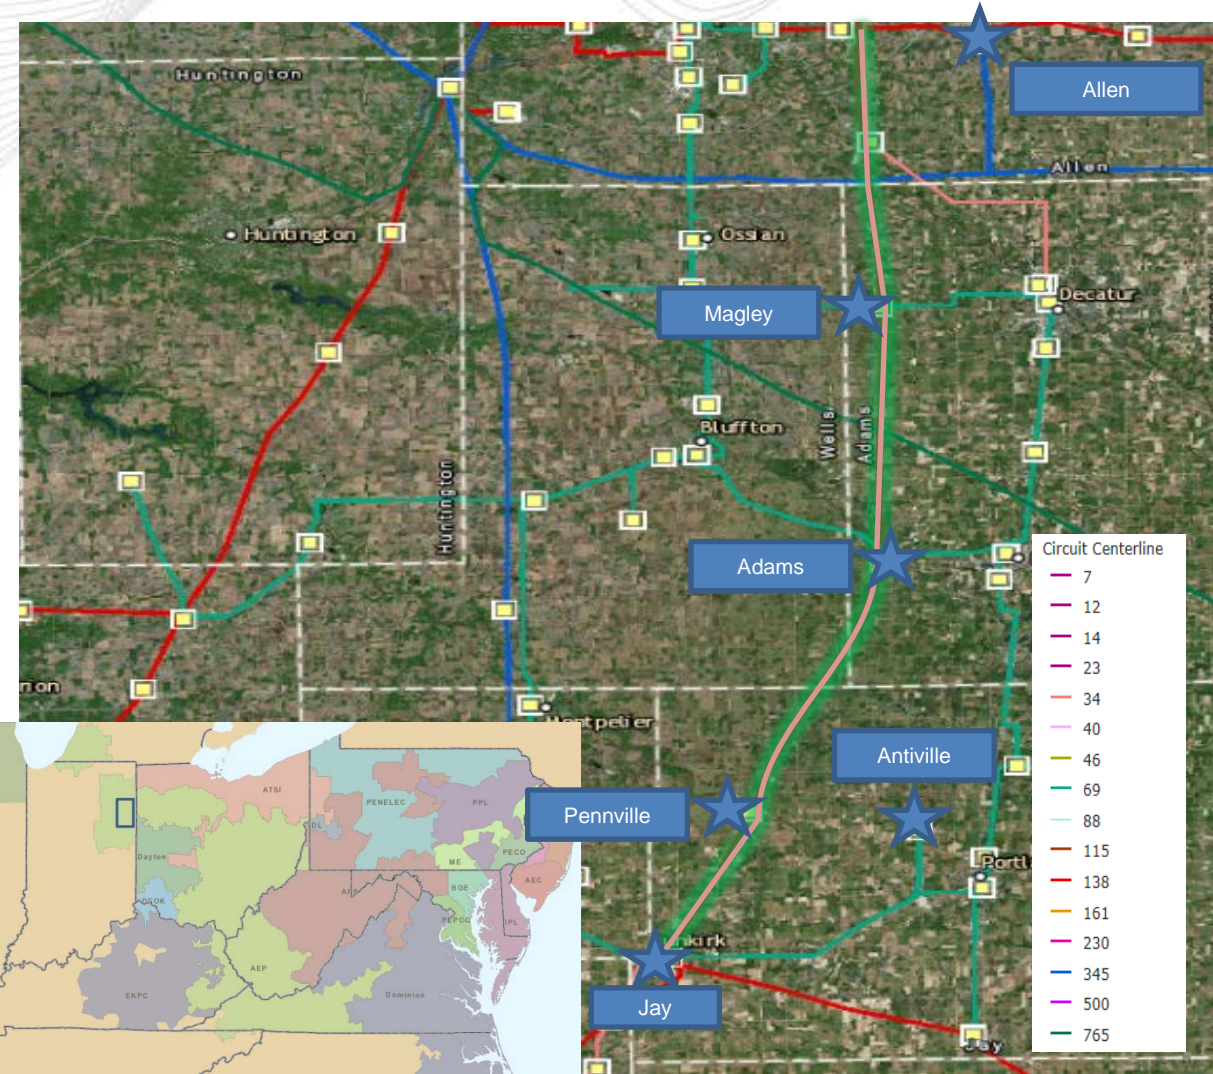 Allen
Huntington
Allen
Huntington
Ossian
Magley
Decatur
Bluffton
Wells
Adams
Huntington
Adams
Circuit Centerline
7
12
14
23
34
40
46
69
88
115
138
161
230
345
500
765
Antiville
Pennville
Jay
ATSI
PENELEC
PPL
DL
Dayton
ME
PECO
AEC
BGE
PEPCO
DPL
AEP
EKPC
Dominion
Jay